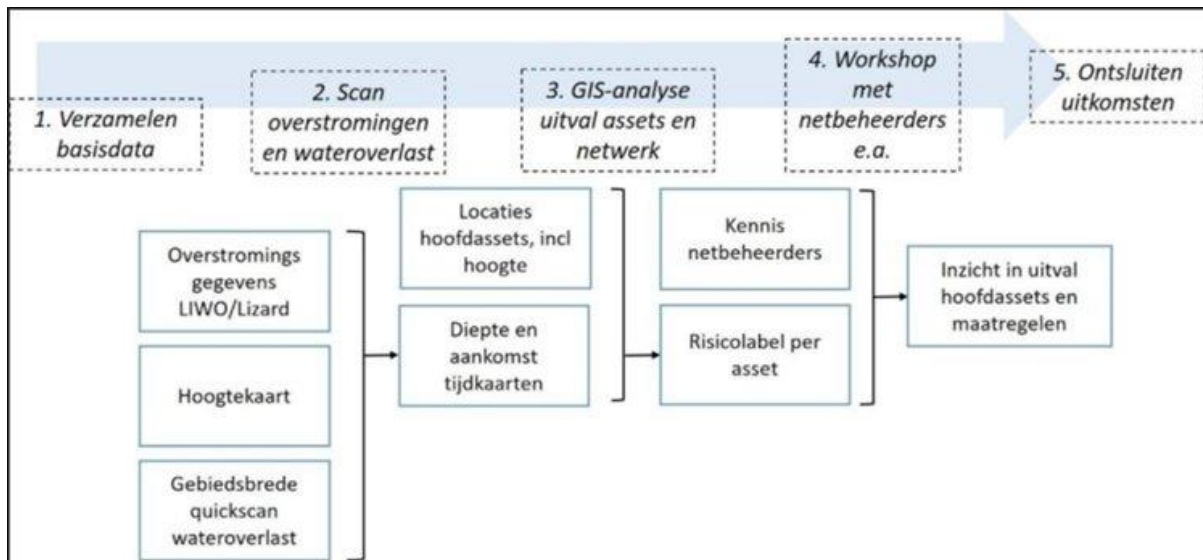 1. Verzamelen
basisdata
2. Scan
overstromingen
en wateroverlast
3. GIS-analyse
uitval assets en
netwerk
4. Workshop
met
netbeheerders
e.a.
5. Ontsluiten
uitkomsten
Overstromings
gegevens
LIWO/Lizard
Hoogtekaart
Gebiedsbrede
quickscan
wateroverlast
Locaties
hoofdassets, incl
hoogte
Diepte en
aankomst
tijdkaarten
Kennis
netbeheerders
Risicolabel per
asset
Inzicht in uitval
hoofdassets en
maatregelen